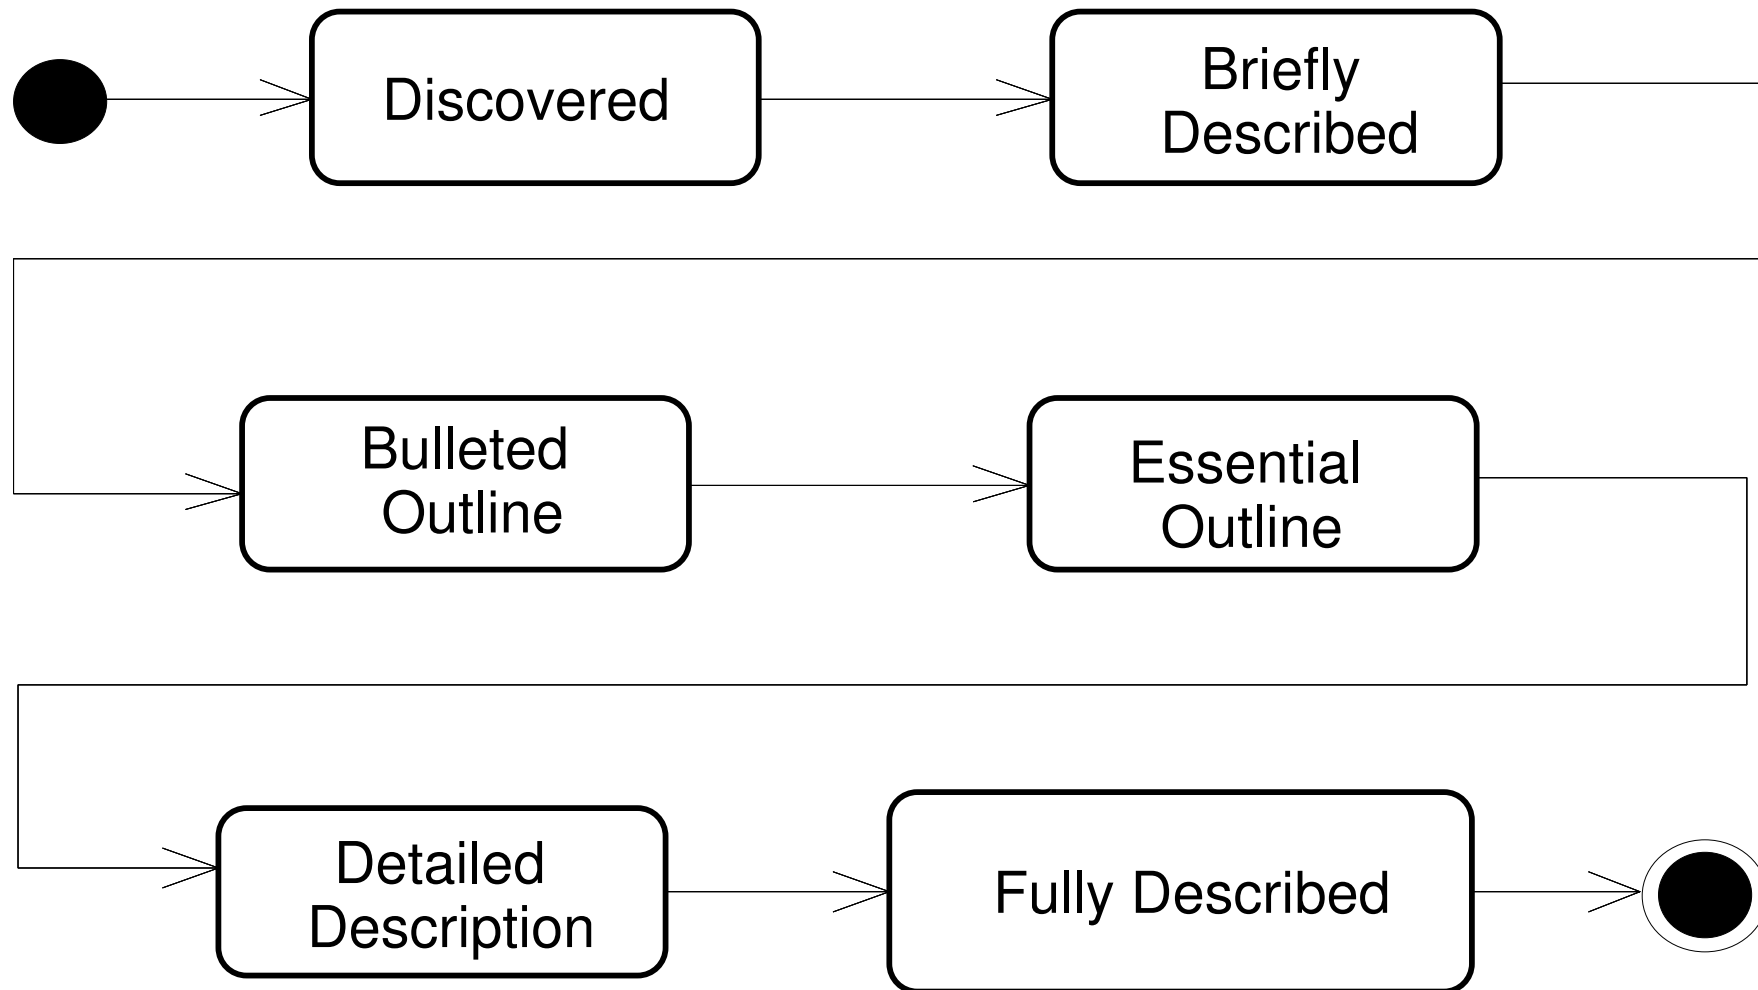 Discovered
Briefly
Described
Bulleted
Outline
Essential
Outline
Detailed
Description
Fully Described